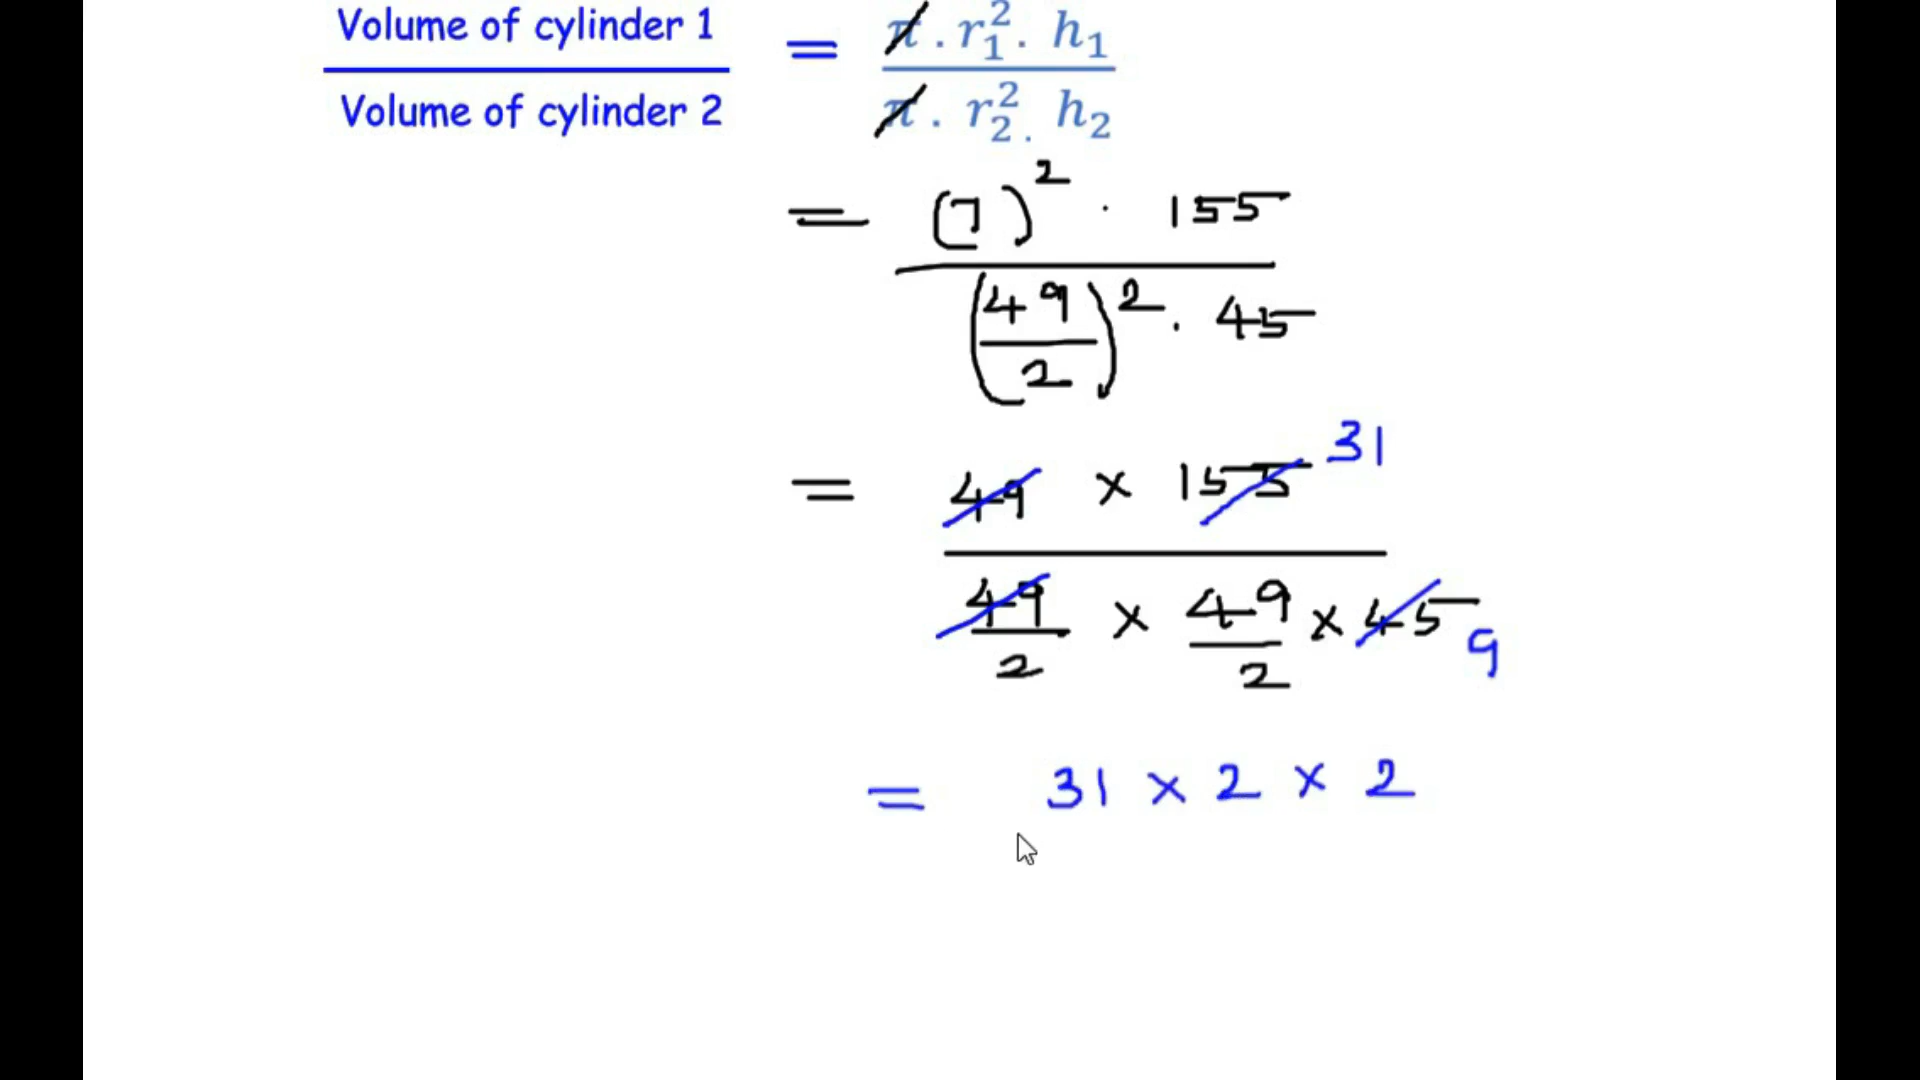 Volume of cylinder 1 = π . r₁² . h₁
Volume of cylinder 2 π . r₂² . h₂
= (7)² . 155
(49/2)² . 45
= 49 × 155 31
49/2 × 49/2 × 45 9
= 31 × 2 × 2